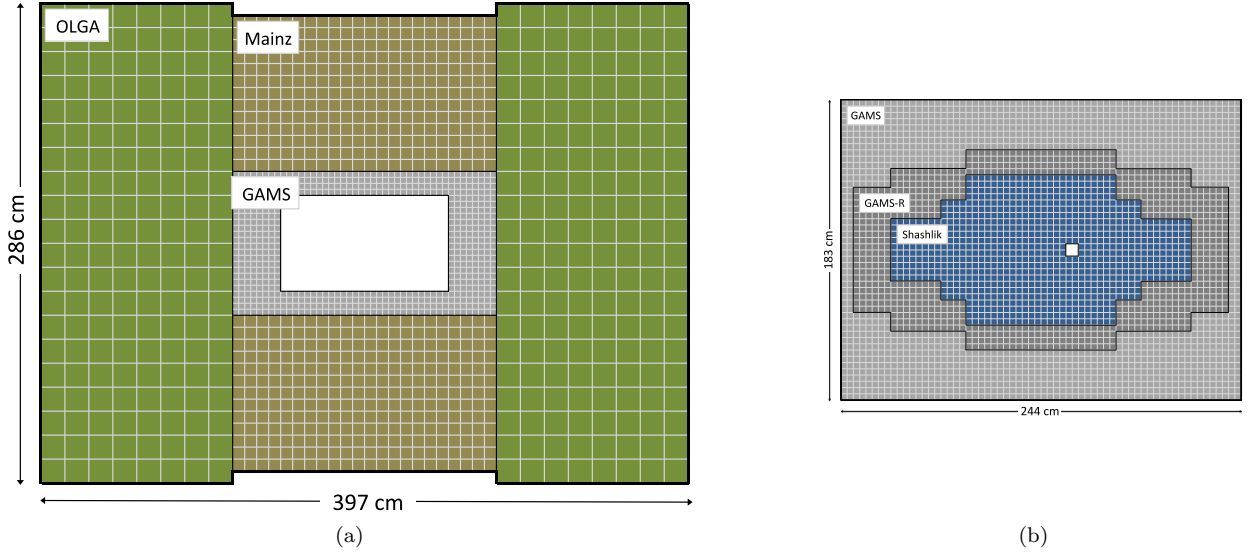 OLGA
Mainz
GAMS
286 cm
397 cm
(a)
GAMS
GAMS-R
Shashlik
183 cm
244 cm
(b)